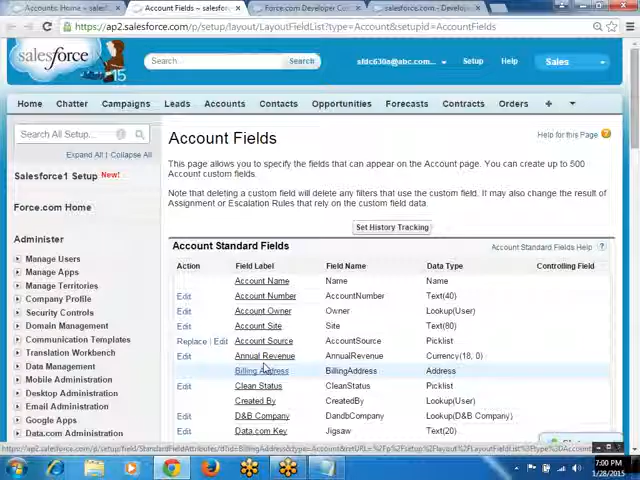 Accounts: Home ~ salesf
Account Fields ~ salesfor
Force.com Developer Co
salesforce.com - Develop
https://ap2.salesforce.com/p/setup/layout/LayoutFieldList?type=Account&setupid=AccountFields
salesforce
15
Search
Search
sfdc630a@abc.com...
Setup
Help
Sales
Home
Chatter
Campaigns
Leads
Accounts
Contacts
Opportunities
Forecasts
Contracts
Orders
+
Search All Setup...
Expand All | Collapse All
Salesforce1 Setup New!
Force.com Home
Administer
Manage Users
Manage Apps
Manage Territories
Company Profile
Security Controls
Domain Management
Communication Templates
Translation Workbench
Data Management
Mobile Administration
Desktop Administration
Email Administration
Google Apps
Data.com Administration
Account Fields
Help for this Page
This page allows you to specify the fields that can appear on the Account page. You can create up to 500
Account custom fields.
Note that deleting a custom field will delete any filters that use the custom field. It may also change the result of
Assignment or Escalation Rules that rely on the custom field data.
Set History Tracking
Account Standard Fields
Account Standard Fields Help ?
Action Field Label Field Name Data Type Controlling Field
Account Name Name Name
Edit Account Number AccountNumber Text(40)
Edit Account Owner Owner Lookup(User)
Edit Account Site Site Text(80)
Replace | Edit Account Source AccountSource Picklist
Edit Annual Revenue AnnualRevenue Currency(18, 0)
Billing Address BillingAddress Address
Edit Clean Status CleanStatus Picklist
Created By CreatedBy Lookup(User)
Edit D&B Company DandbCompany Lookup(D&B Company)
Edit Data.com Key Jigsaw Text(20)
7:00 PM
1/28/2015